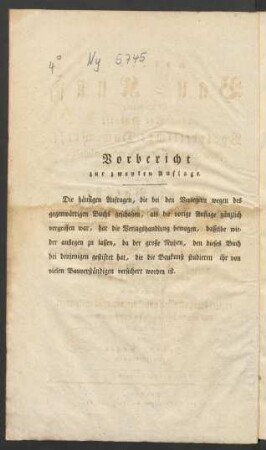 4° Ny 5745
Vorbericht
zur zweyten Auflage.
Die häufigen Anfragen, die bei den Verlegern wegen des
gegenwärtigen Buchs geschahen, als die vorige Auflage gänzlich
vergriffen war, hat die Verlagshandlung bewogen, dasselbe wie-
der auflegen zu lassen, da der große Nutzen, den dieses Buch
bei denjenigen gestiftet hat, die die Baukunst studieren ihr von
vielen Bauverständigen versichert worden ist.